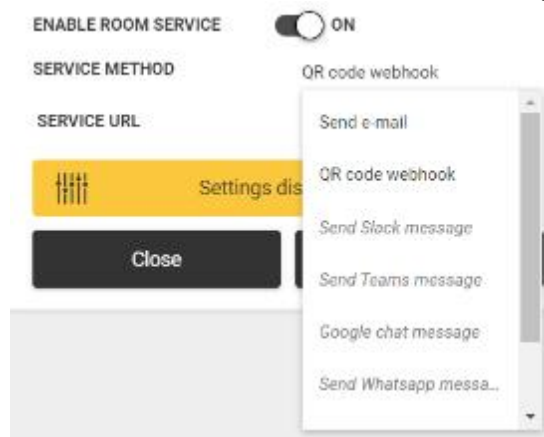 ENABLE ROOM SERVICE ON
SERVICE METHOD QR code webhook
SERVICE URL
Send e-mail
QR code webhook
Settings dis
Send Slack message
Close
Send Teams message
Google chat message
Send Whatsapp messa...